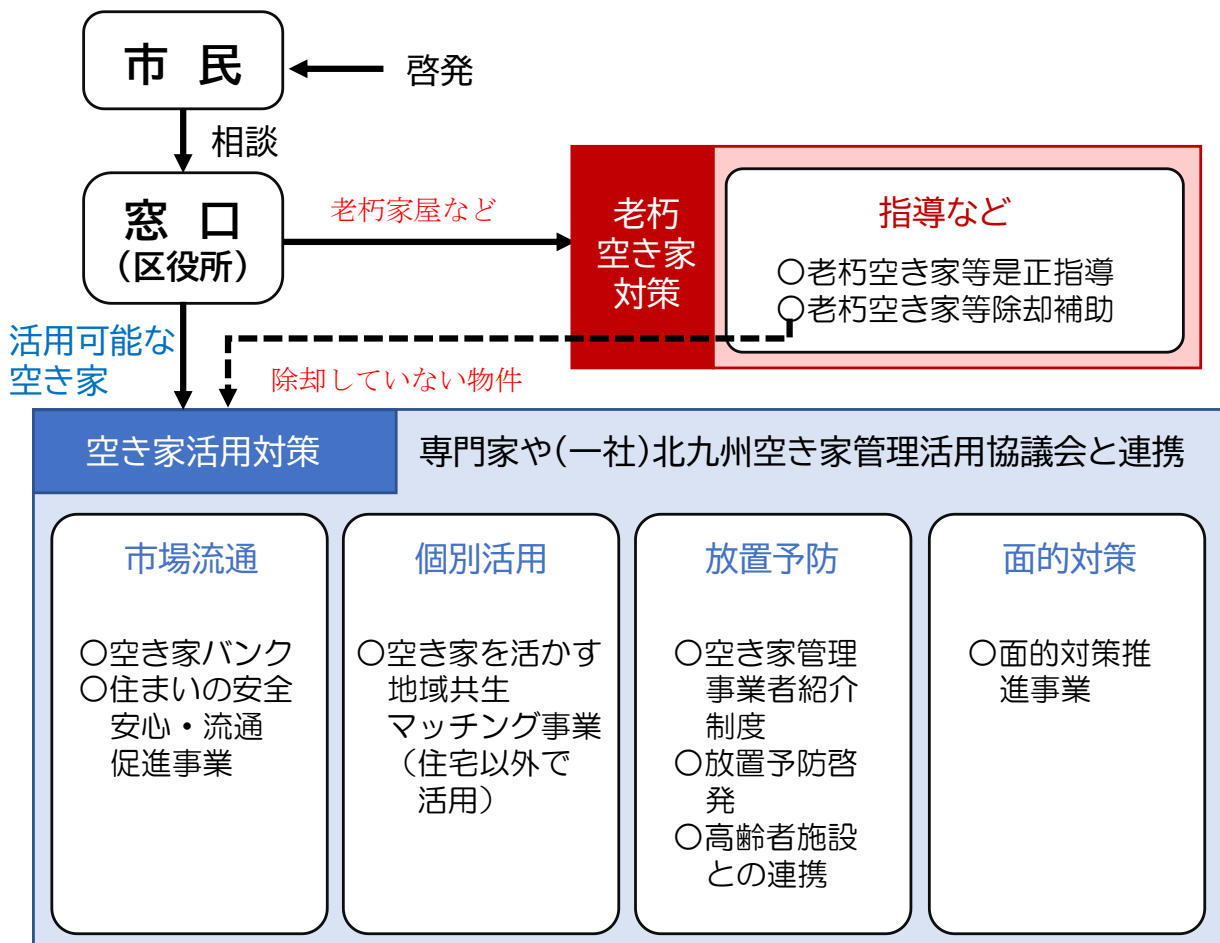 市 民
啓発
相談
窓 口
（区役所）
老朽家屋など
老朽
空き家
対策
指導など
〇老朽空き家等是正指導
〇老朽空き家等除却補助
活用可能な
空き家
除却していない物件
空き家活用対策
専門家や(一社)北九州空き家管理活用協議会と連携
市場流通
〇空き家バンク
〇住まいの安全
安心・流通
促進事業
個別活用
〇空き家を活かす
地域共生
マッチング事業
（住宅以外で
活用）
放置予防
〇空き家管理
事業者紹介
制度
〇放置予防啓
発
〇高齢者施設
との連携
面的対策
〇面的対策推
進事業